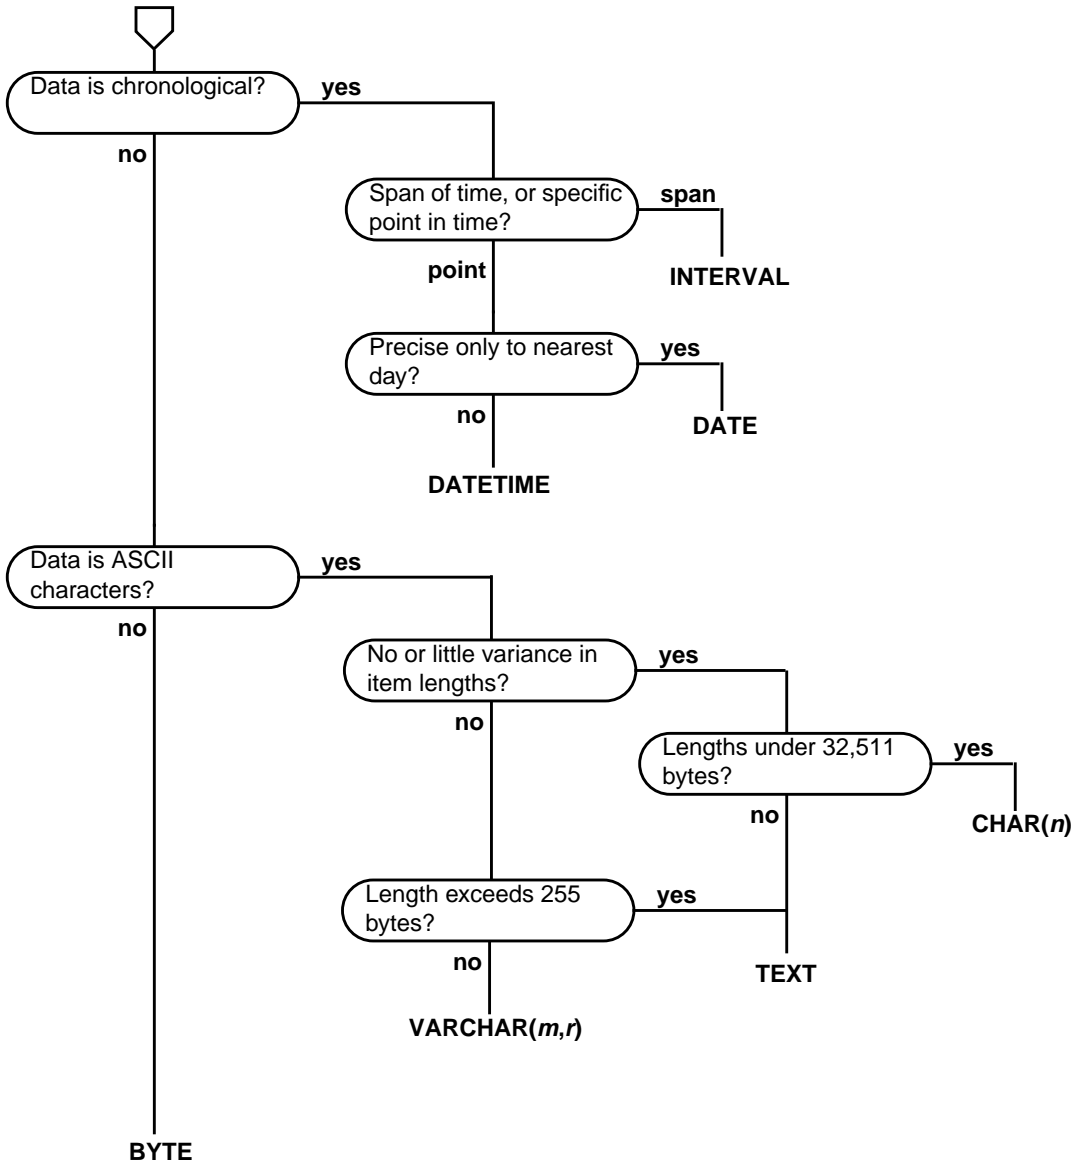 Data is chronological?
yes
no
Span of time, or specific
point in time?
span
point
INTERVAL
Precise only to nearest
day?
yes
no
DATE
DATETIME
Data is ASCII
characters?
yes
no
No or little variance in
item lengths?
yes
no
Lengths under 32,511
bytes?
yes
no
CHAR(n)
Length exceeds 255
bytes?
yes
no
TEXT
VARCHAR(m,r)
BYTE